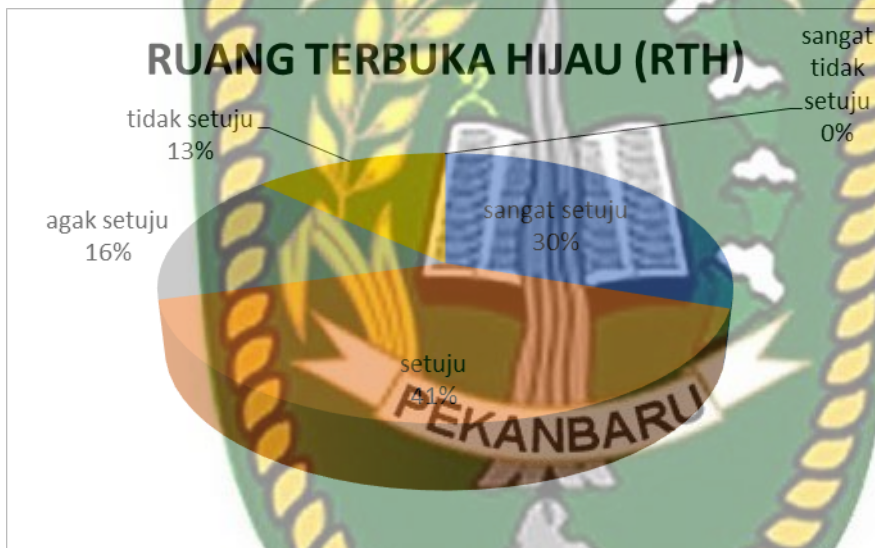 RUANG TERBUKA HIJAU (RTH)
sangat
tidak
setuju
0%
tidak setuju
13%
agak setuju
16%
sangat setuju
30%
setuju
41%
PEKANBARU